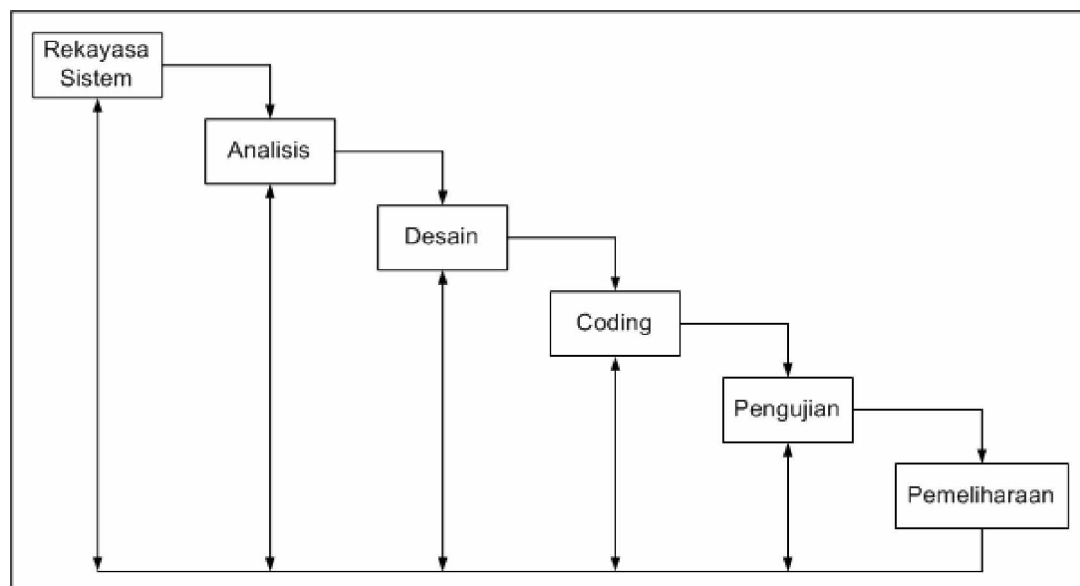 Rekayasa
Sistem
Analisis
Desain
Coding
Pengujian
Pemeliharaan